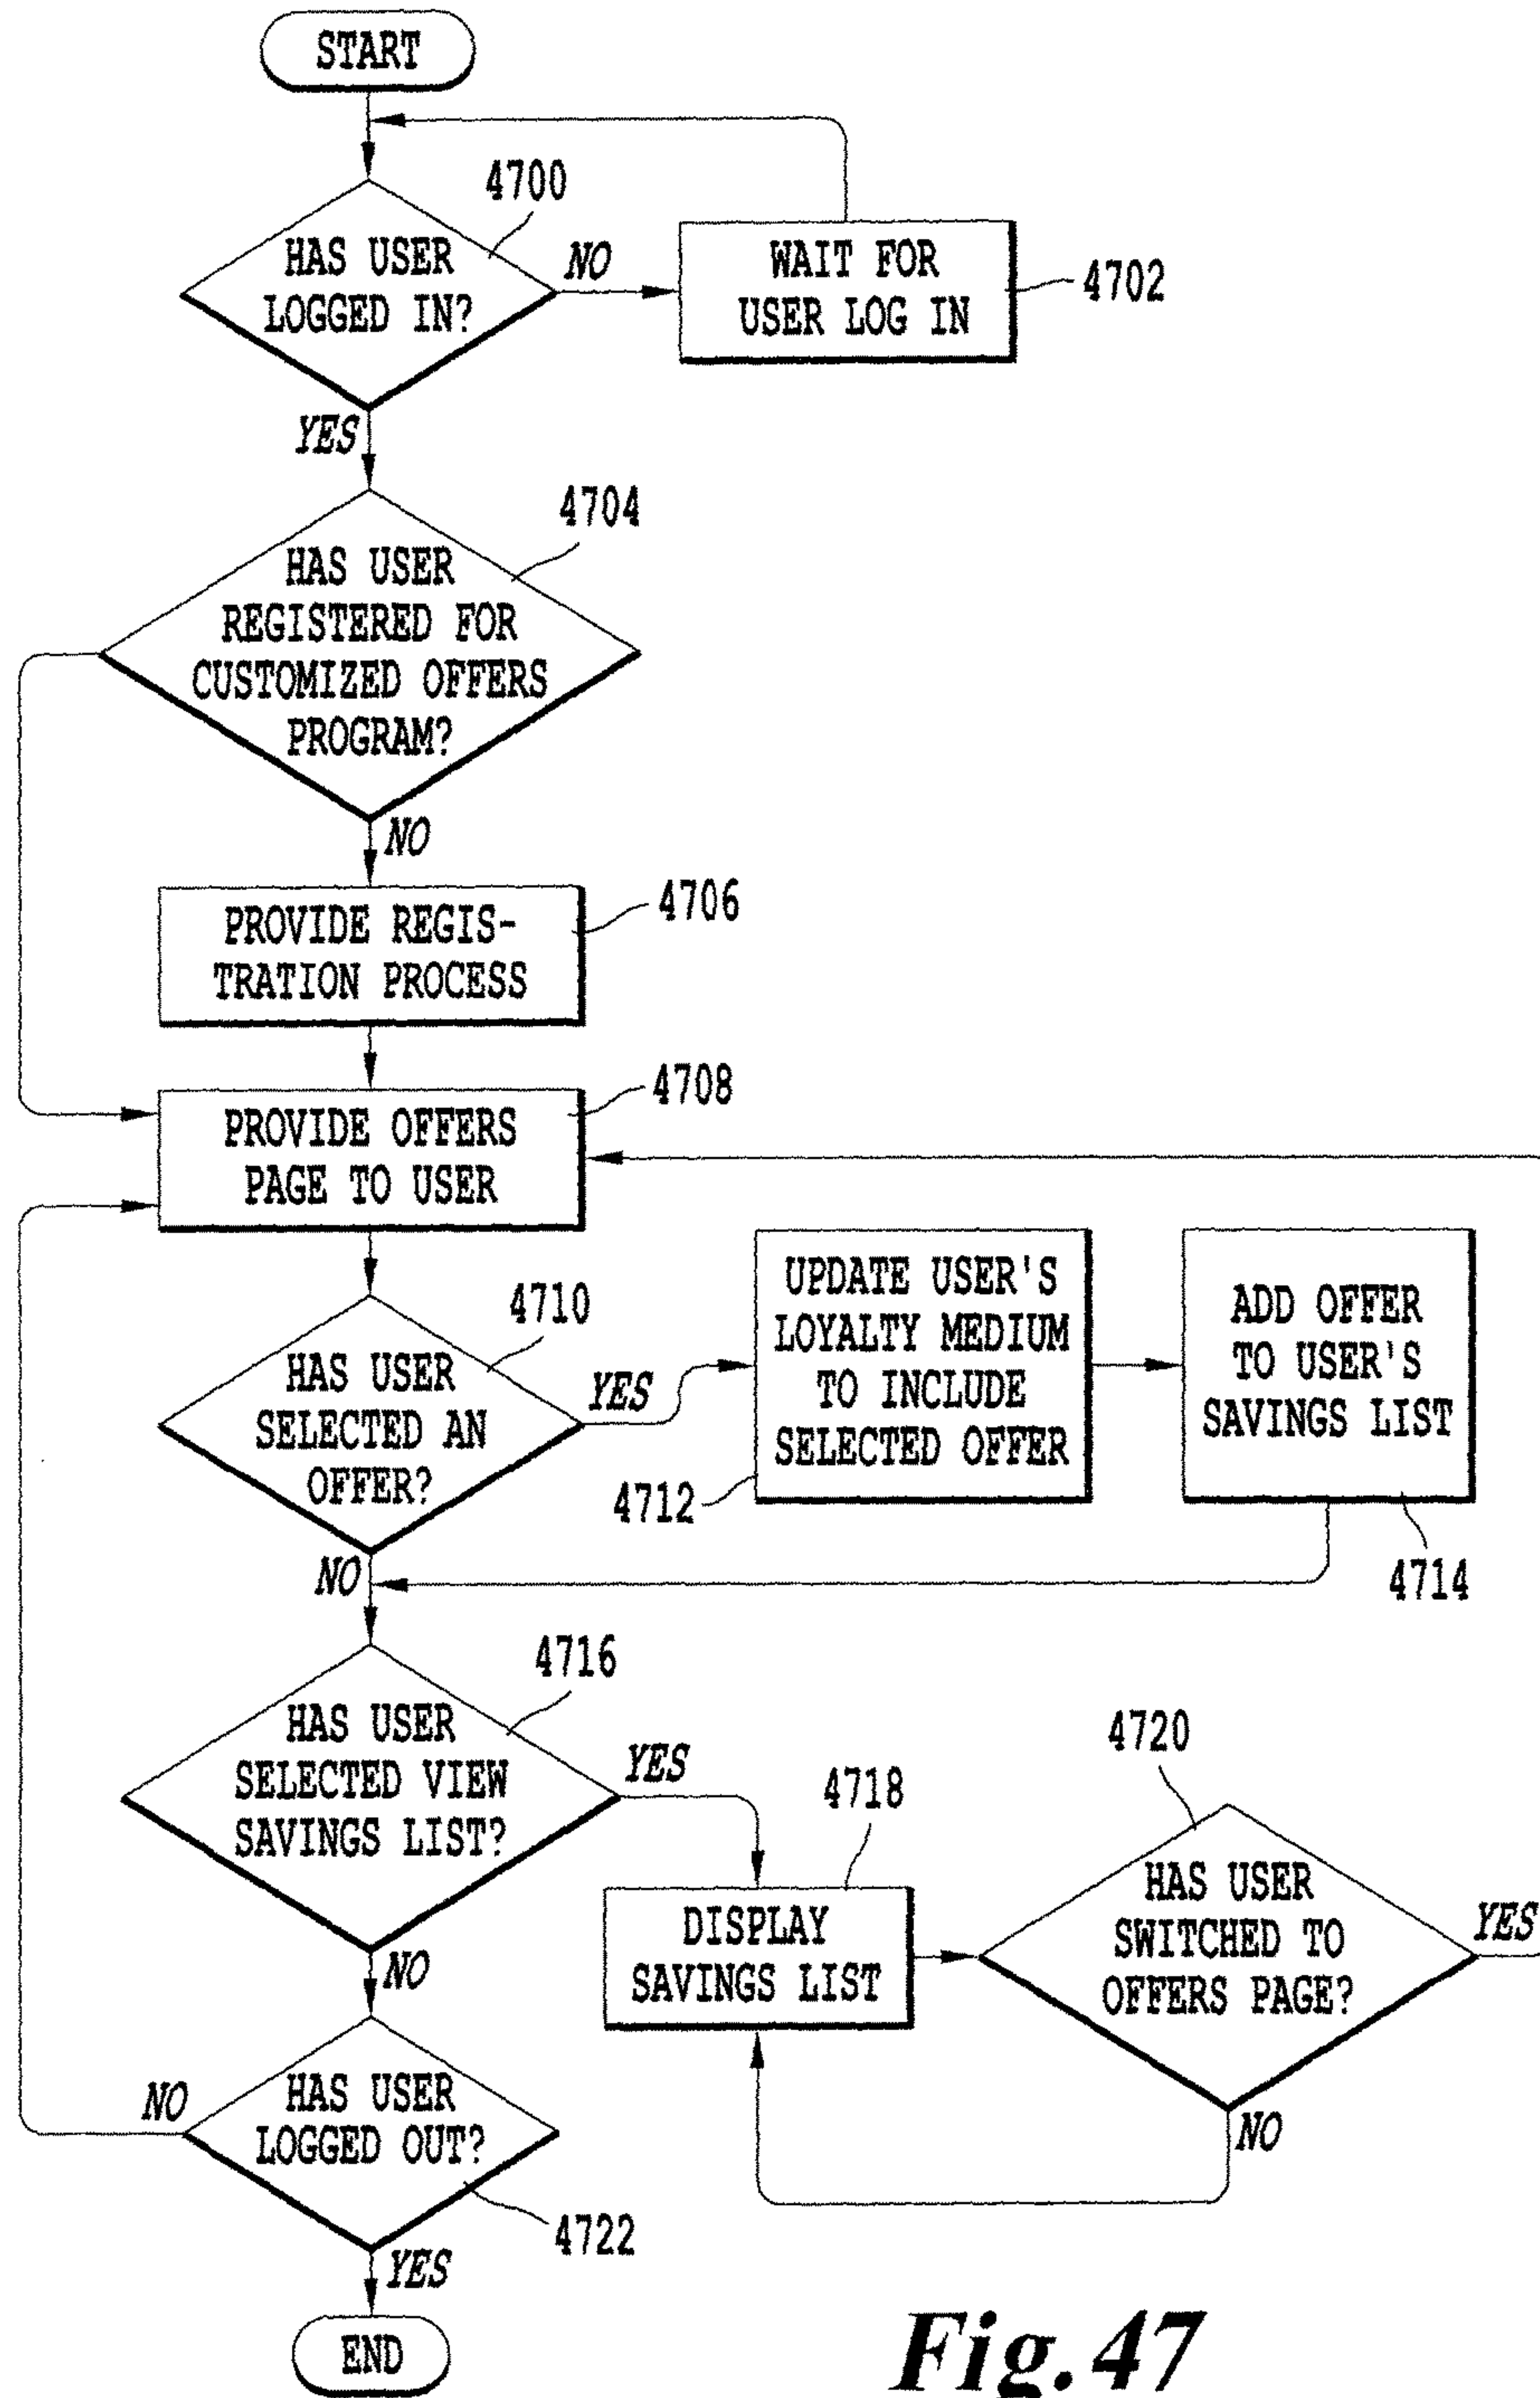 START
4700
HAS USER
LOGGED IN?
NO
WAIT FOR
USER LOG IN
4702
YES
4704
HAS USER
REGISTERED FOR
CUSTOMIZED OFFERS
PROGRAM?
NO
4706
PROVIDE REGIS-
TRATION PROCESS
4708
PROVIDE OFFERS
PAGE TO USER
4710
HAS USER
SELECTED AN
OFFER?
YES
UPDATE USER'S
LOYALTY MEDIUM
TO INCLUDE
SELECTED OFFER
4712
ADD OFFER
TO USER'S
SAVINGS LIST
4714
NO
4716
HAS USER
SELECTED VIEW
SAVINGS LIST?
YES
4718
DISPLAY
SAVINGS LIST
4720
HAS USER
SWITCHED TO
OFFERS PAGE?
YES
NO
NO
HAS USER
LOGGED OUT?
NO
4722
YES
END
Fig. 47